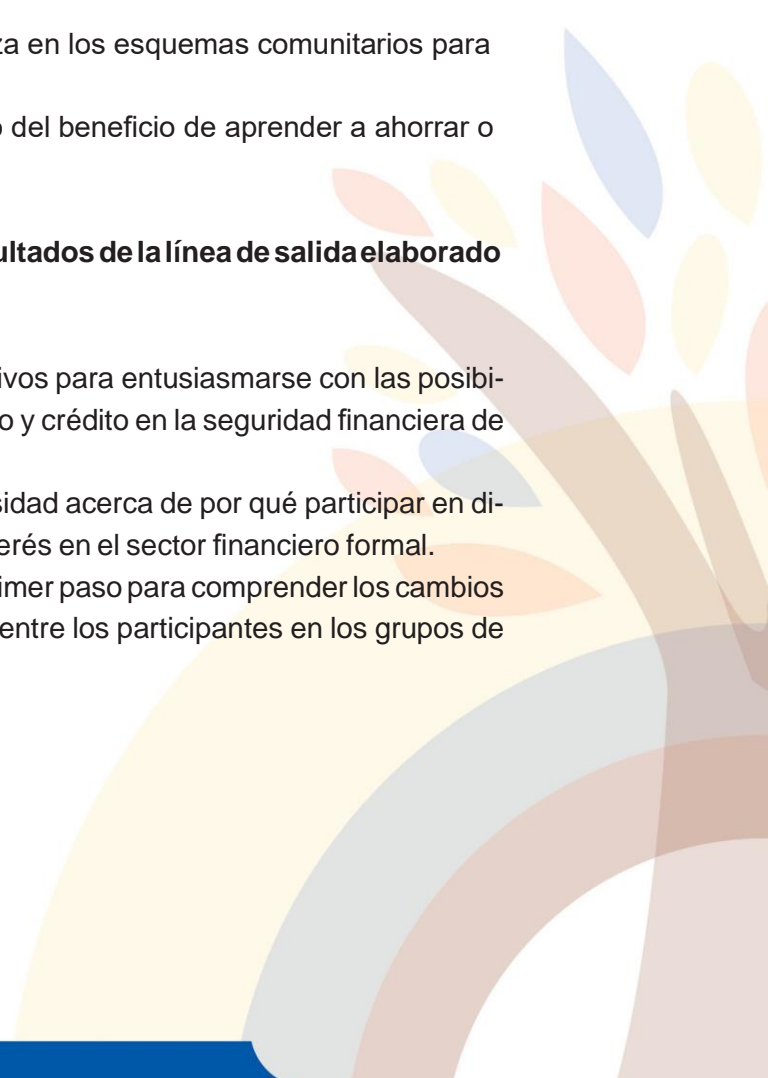 za en los esquemas comunitarios para
o del beneficio de aprender a ahorrar o
ultados de la línea de salida elaborado
ivos para entusiasmarse con las posibi-
o y crédito en la seguridad financiera de
sidad acerca de por qué participar en di-
erés en el sector financiero formal.
rimer paso para comprender los cambios
entre los participantes en los grupos de